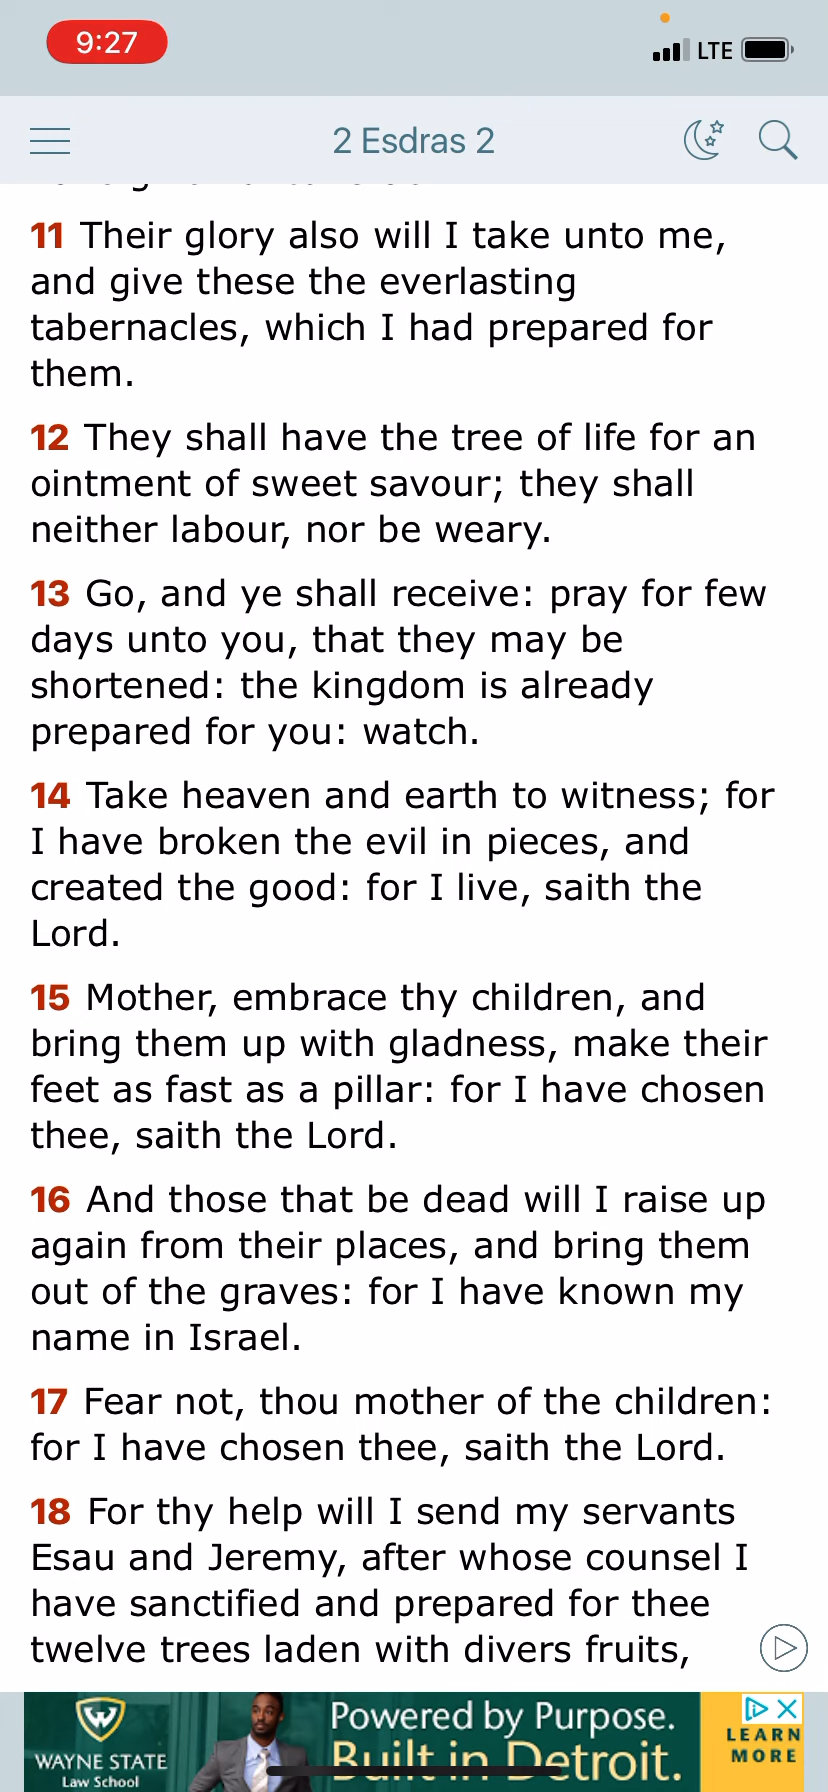 9:27
LTE
2 Esdras 2
11 Their glory also will I take unto me,
and give these the everlasting
tabernacles, which I had prepared for
them.
12 They shall have the tree of life for an
ointment of sweet savour; they shall
neither labour, nor be weary.
13 Go, and ye shall receive: pray for few
days unto you, that they may be
shortened: the kingdom is already
prepared for you: watch.
14 Take heaven and earth to witness; for
I have broken the evil in pieces, and
created the good: for I live, saith the
Lord.
15 Mother, embrace thy children, and
bring them up with gladness, make their
feet as fast as a pillar: for I have chosen
thee, saith the Lord.
16 And those that be dead will I raise up
again from their places, and bring them
out of the graves: for I have known my
name in Israel.
17 Fear not, thou mother of the children:
for I have chosen thee, saith the Lord.
18 For thy help will I send my servants
Esau and Jeremy, after whose counsel I
have sanctified and prepared for thee
twelve trees laden with divers fruits,
W
WAYNE STATE
Law School
Powered by Purpose.
Built in Detroit.
LEARN
MORE